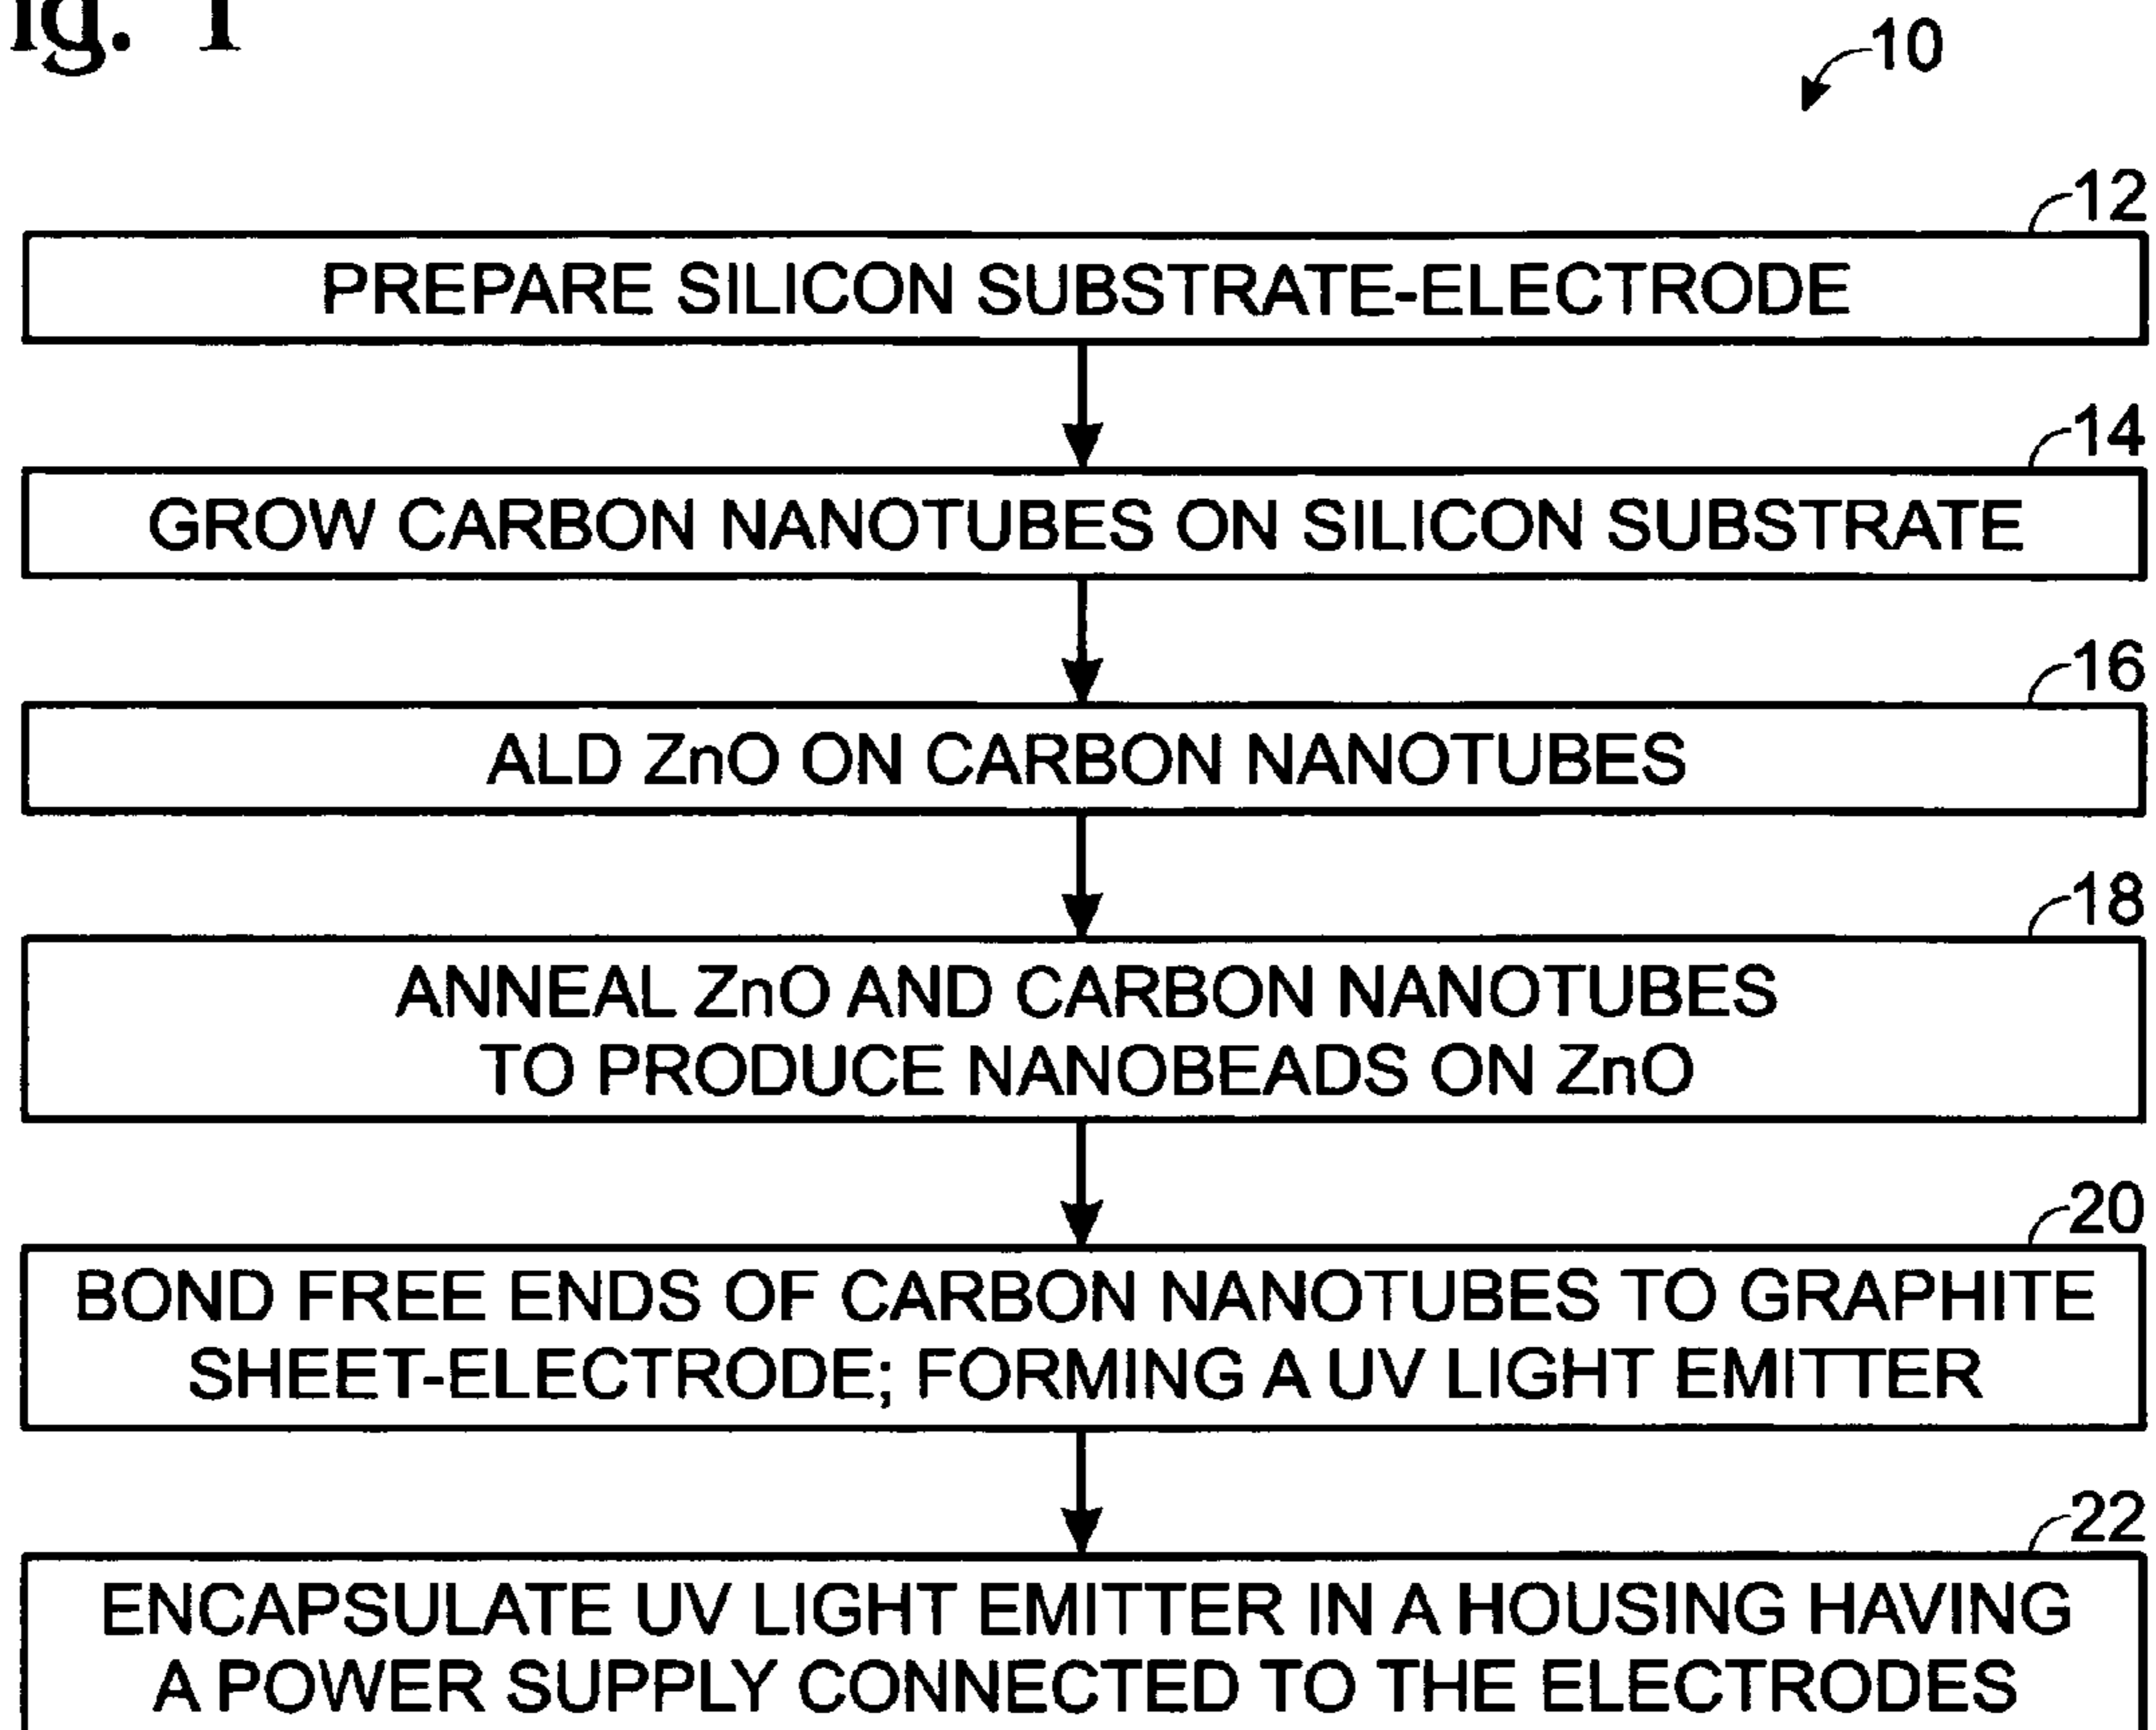 ig. 1
10
12
PREPARE SILICON SUBSTRATE-ELECTRODE
14
GROW CARBON NANOTUBES ON SILICON SUBSTRATE
16
ALD ZnO ON CARBON NANOTUBES
18
ANNEAL ZnO AND CARBON NANOTUBES
TO PRODUCE NANOBEADS ON ZnO
20
BOND FREE ENDS OF CARBON NANOTUBES TO GRAPHITE
SHEET-ELECTRODE; FORMING A UV LIGHT EMITTER
22
ENCAPSULATE UV LIGHT EMITTER IN A HOUSING HAVING
A POWER SUPPLY CONNECTED TO THE ELECTRODES